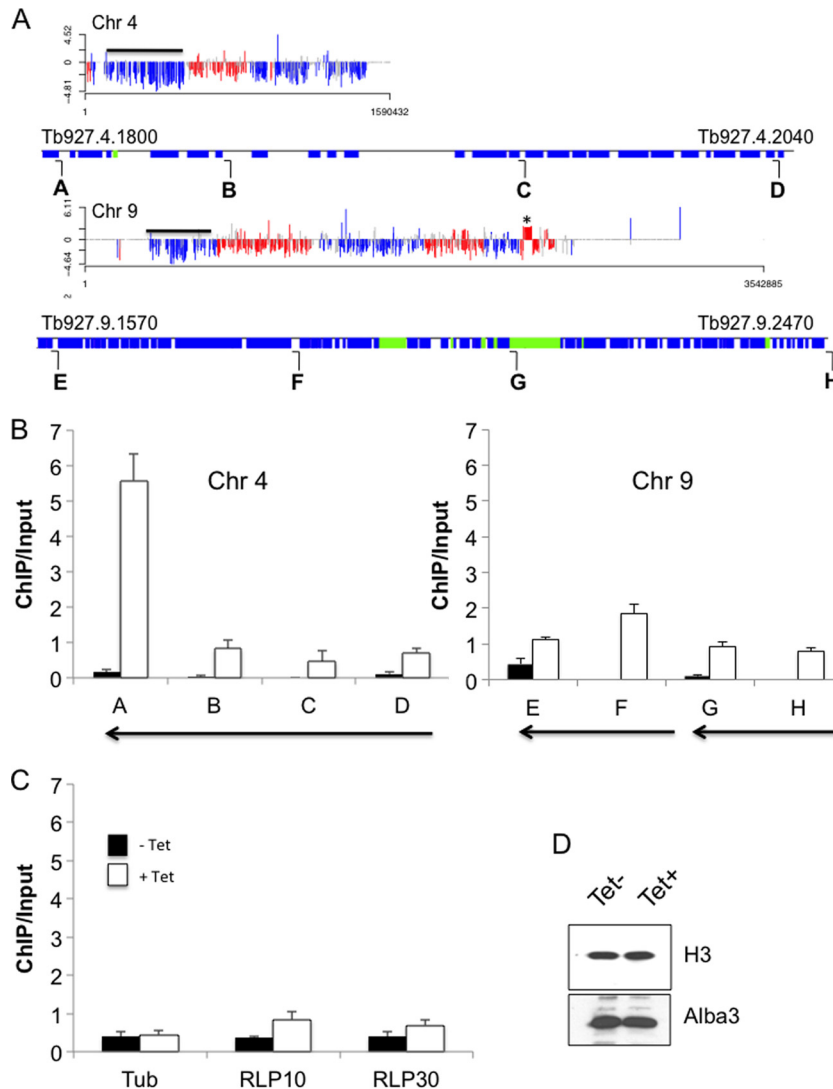 A
Chr 4
4.52
0
−4.81
1
1590432
Tb927.4.1800
Tb927.4.2040
A
B
C
D
Chr 9
6.11
0
−4.64
*
1
3542885
2
Tb927.9.1570
Tb927.9.2470
E
F
G
H
B
Chr 4
ChIP/Input
7
6
5
4
3
2
1
0
A
B
C
D
Chr 9
ChIP/Input
7
6
5
4
3
2
1
0
E
F
G
H
C
ChIP/Input
7
6
5
4
3
2
1
0
- Tet
+ Tet
Tub
RLP10
RLP30
D
Tet-
Tet+
H3
Alba3